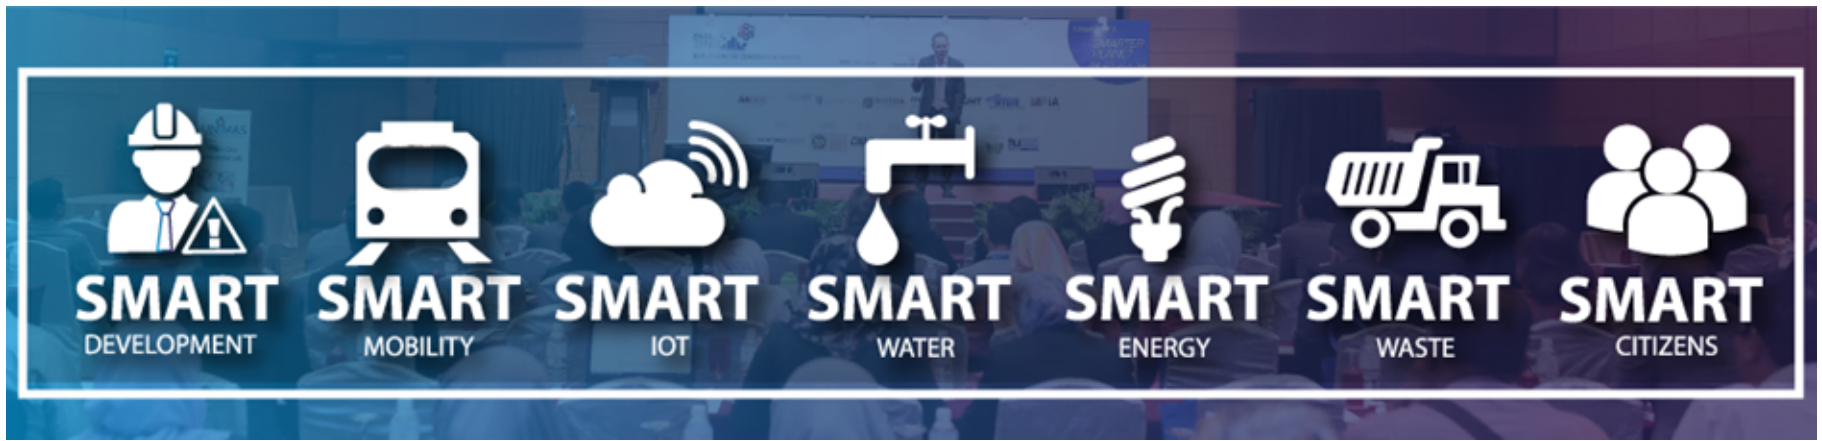 SMART
DEVELOPMENT
SMART
MOBILITY
SMART
IOT
SMART
WATER
SMART
ENERGY
SMART
WASTE
SMART
CITIZENS